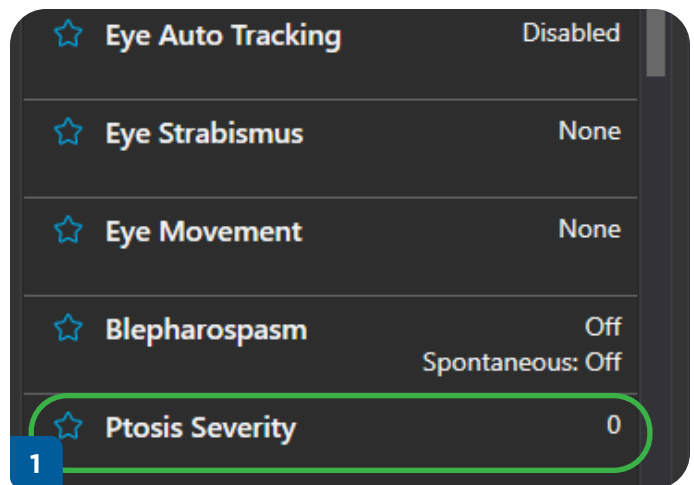 Eye Auto Tracking Disabled
Eye Strabismus None
Eye Movement None
Blepharospasm Off
Spontaneous: Off
Ptosis Severity 0
1